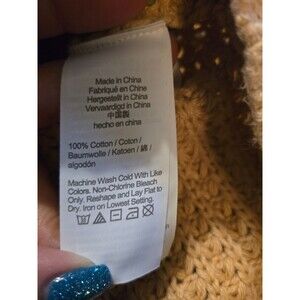 Made in China
Fabriqué en China
Hergestellt in China
Vervaardigd in China
中国製
hecho en china
100% Cotton / Coton /
Baumwolle / Katoen / 綿 /
algodón
Machine Wash Cold With Like
Colors. Non-Chlorine Bleach
Only. Reshape and Lay Flat to
Dry. Iron on Lowest Setting.